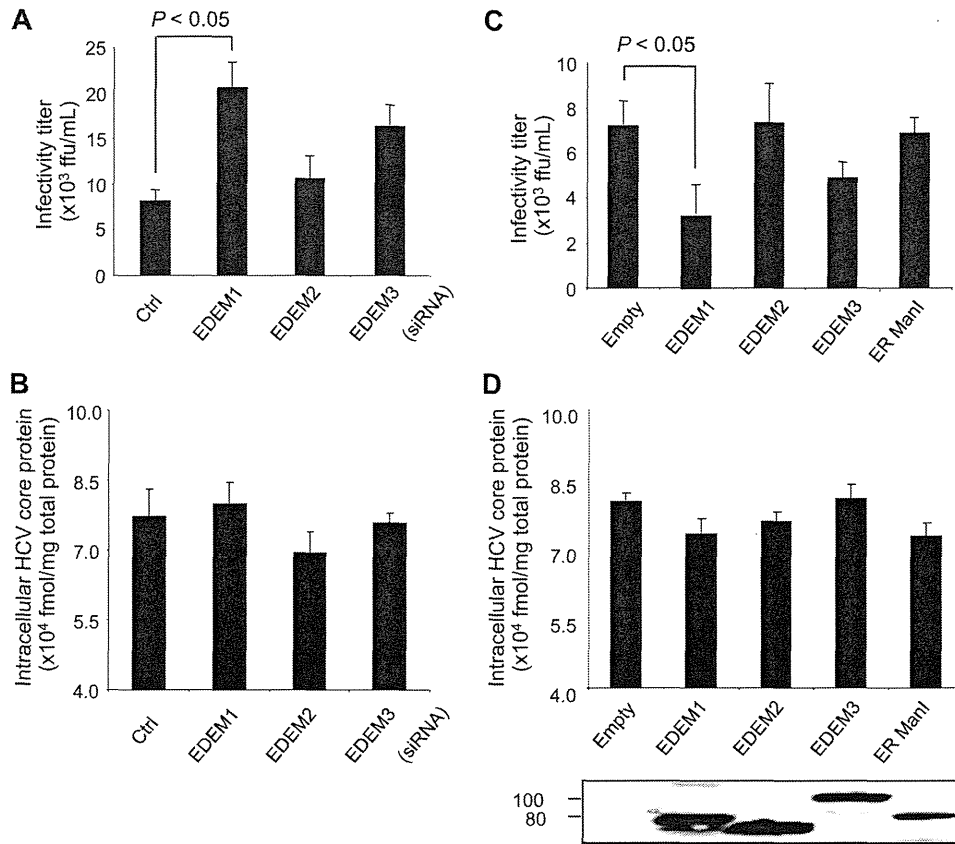 A
P < 0.05
Infectivity titer
(x10³ ffu/mL)
25
20
15
10
5
0
Ctrl
EDEM1
EDEM2
EDEM3
(siRNA)
C
P < 0.05
Infectivity titer
(x10³ ffu/mL)
10
8
6
4
2
0
Empty
EDEM1
EDEM2
EDEM3
ER ManI
B
Intracellular HCV core protein
(x10⁴ fmol/mg total protein)
10.0
8.5
7.0
5.5
4.0
Ctrl
EDEM1
EDEM2
EDEM3
(siRNA)
D
Intracellular HCV core protein
(x10⁴ fmol/mg total protein)
10.0
8.5
7.0
5.5
4.0
Empty
EDEM1
EDEM2
EDEM3
ER ManI
100
80